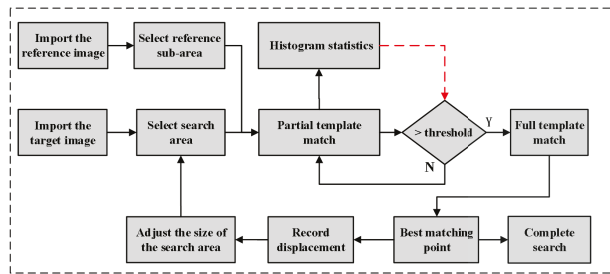 Import the
reference image
Select reference
sub-area
Histogram statistics
Import the
target image
Select search
area
Partial template
match
> threshold
Y
Full template
match
N
Adjust the size of
the search area
Record
displacement
Best matching
point
Complete
search